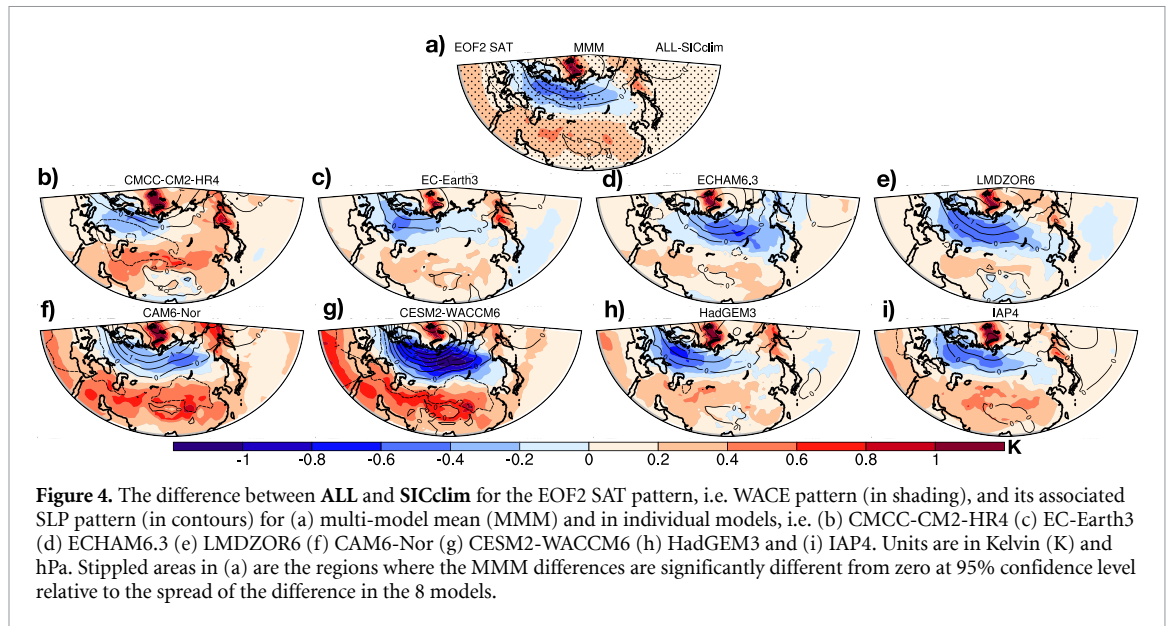 a)
EOF2 SAT MMM ALL-SICclim
b) CMCC-CM2-HR4 c) EC-Earth3 d) ECHAM6.3 e) LMDZOR6
f) CAM6-Nor g) CESM2-WACCM6 h) HadGEM3 i) IAP4
-1 -0.8 -0.6 -0.4 -0.2 0 0.2 0.4 0.6 0.8 1 K
Figure 4. The difference between ALL and SICclim for the EOF2 SAT pattern, i.e. WACE pattern (in shading), and its associated
SLP pattern (in contours) for (a) multi-model mean (MMM) and in individual models, i.e. (b) CMCC-CM2-HR4 (c) EC-Earth3
(d) ECHAM6.3 (e) LMDZOR6 (f) CAM6-Nor (g) CESM2-WACCM6 (h) HadGEM3 and (i) IAP4. Units are in Kelvin (K) and
hPa. Stippled areas in (a) are the regions where the MMM differences are significantly different from zero at 95% confidence level
relative to the spread of the difference in the 8 models.